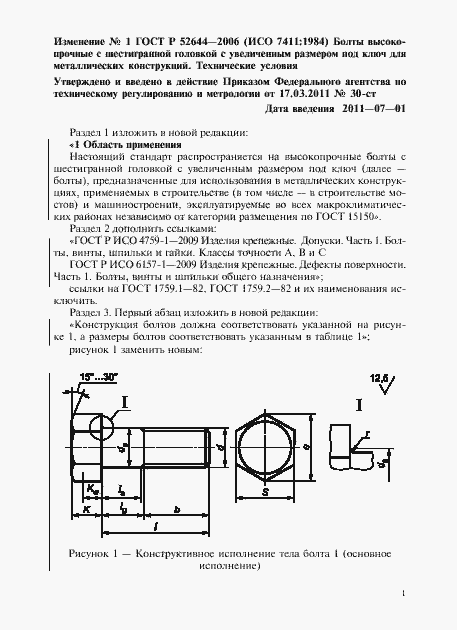 Изменение № 1 ГОСТ Р 52644—2006 (ИСО 7411:1984) Болты высоко-
прочные с шестигранной головкой с увеличенным размером под ключ для
металлических конструкций. Технические условия
Утверждено и введено в действие Приказом Федерального агентства по
техническому регулированию и метрологии от 17.03.2011 № 30-ст
Дата введения 2011—07—01
Раздел 1 изложить в новой редакции:
«1 Область применения
Настоящий стандарт распространяется на высокопрочные болты с
шестигранной головкой с увеличенным размером под ключ (далее —
болты), предназначенные для использования в металлических конструк-
циях, применяемых в строительстве (в том числе — в строительстве мо-
стов) и машиностроении, эксплуатируемые во всех макроклиматичес-
ких районах независимо от категории размещения по ГОСТ 15150».
Раздел 2 дополнить ссылками:
«ГОСТ Р ИСО 4759-1—2009 Изделия крепежные. Допуски. Часть 1. Бол-
ты, винты, шпильки и гайки. Классы точности А, В и С
ГОСТ Р ИСО 6157-1—2009 Изделия крепежные. Дефекты поверхности.
Часть 1. Болты, винты и шпильки общего назначения»;
ссылки на ГОСТ 1759.1—82, ГОСТ 1759.2—82 и их наименования ис-
ключить.
Раздел 3. Первый абзац изложить в новой редакции:
«Конструкция болтов должна соответствовать указанной на рисун-
ке 1, а размеры болтов соответствовать указанным в таблице 1»;
рисунок 1 заменить новым:
15°...30°
12,5
I
I
r
dₐ
d
e
dₛ
K_w
lₛ
S
K
l_g
b
l
Рисунок 1 — Конструктивное исполнение тела болта 1 (основное
исполнение)
1